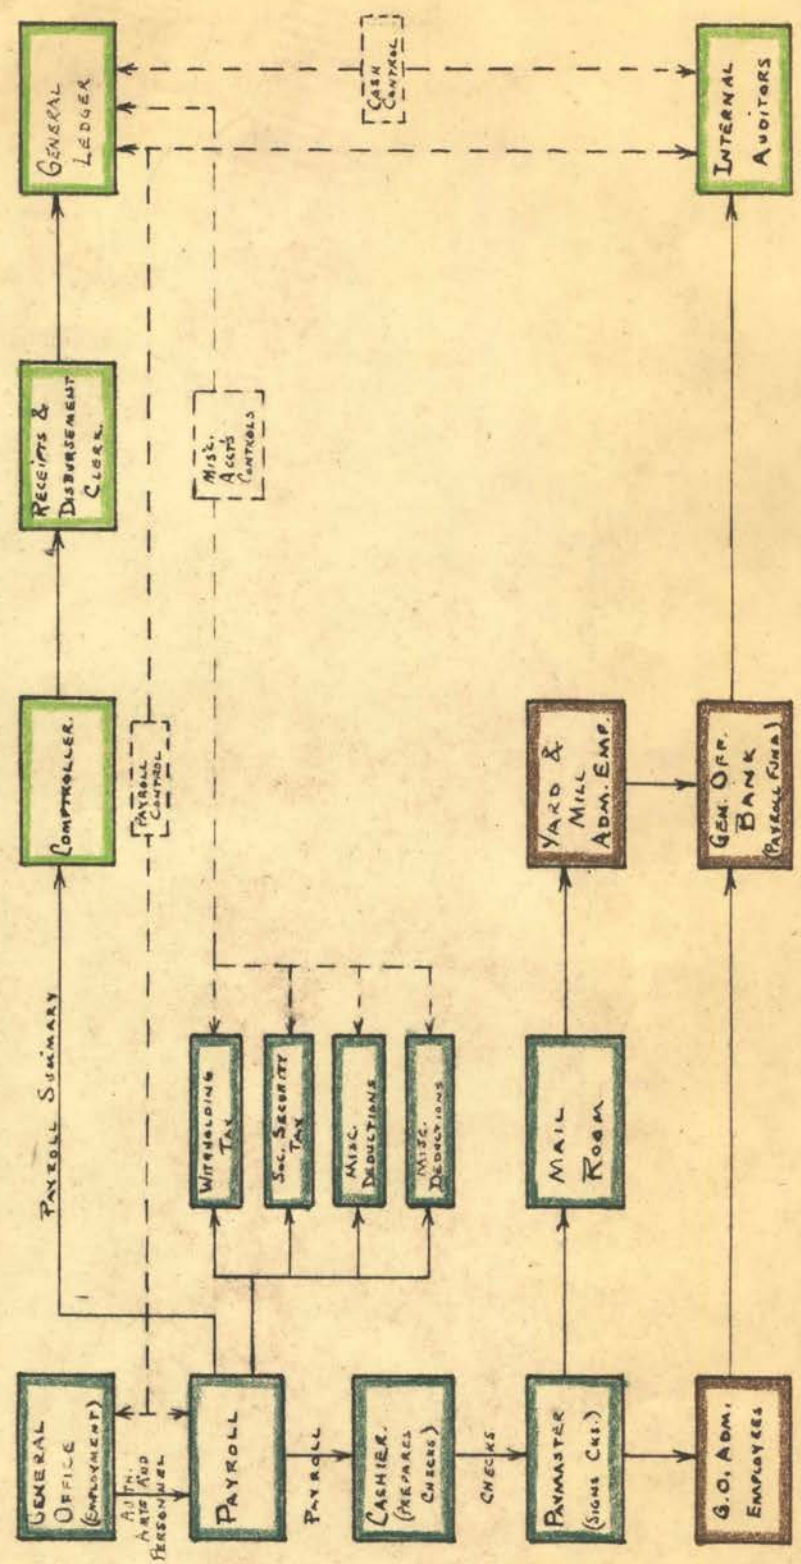 GENERAL
OFFICE
(EMPLOYMENT)
AUTH.
PERSONNEL
PAYROLL
PAYROLL
CASHIER.
(PREPARES
CHECKS)
CHECKS
PAYMASTER
(SIGNS CKS.)
G.O. ADM.
EMPLOYEES
PAYROLL SUMMARY
WITHHOLDING
TAX
SOC. SECURITY
TAX
MISC.
DEDUCTIONS
MISC.
DEDUCTIONS
MAIL
ROOM
COMPTROLLER.
PAYROLL
CONTROL
YARD &
MILL
ADM. EMP.
GEN. OFF.
BANK
(PAYROLL FUND)
RECEIPTS &
DISBURSEMENT
CLERK.
MISC.
ACCT'S
CONTROLS
GENERAL
LEDGER
CASH
CONTROL
INTERNAL
AUDITORS